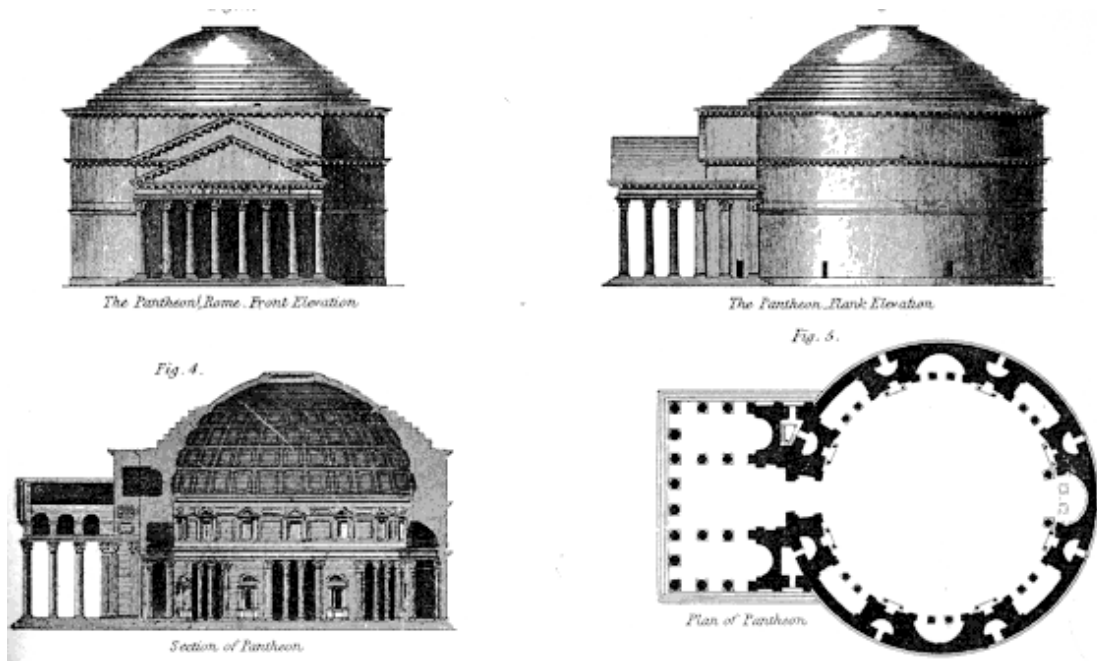 The Pantheon, Rome. Front Elevation
The Pantheon. Flank Elevation
Fig. 4.
Fig. 5.
Section of Pantheon
Plan of Pantheon